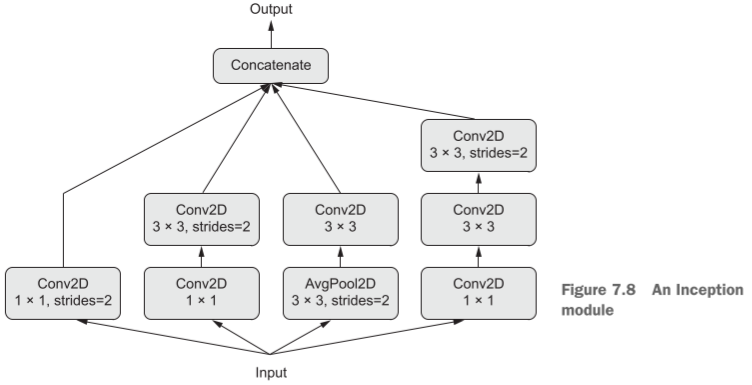 Output
Concatenate
Conv2D
3 × 3, strides=2
Conv2D
3 × 3, strides=2
Conv2D
3 × 3
Conv2D
3 × 3
Conv2D
1 × 1, strides=2
Conv2D
1 × 1
AvgPool2D
3 × 3, strides=2
Conv2D
1 × 1
Input
Figure 7.8 An Inception
module